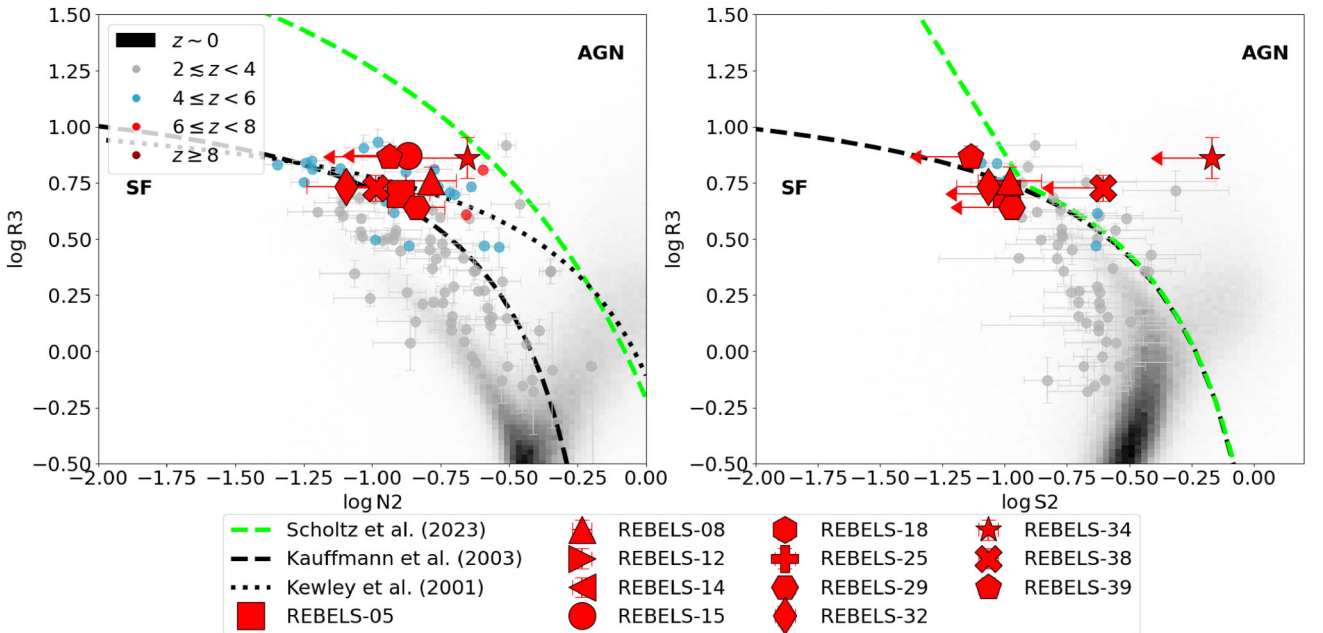 1.50
1.25
1.00
0.75
0.50
0.25
0.00
−0.25
−0.50
log R3
z ~ 0
2 ≲ z < 4
4 ≤ z < 6
6 ≤ z < 8
z ≥ 8
AGN
SF
−2.00 −1.75 −1.50 −1.25 −1.00 −0.75 −0.50 −0.25 0.00
log N2
1.50
1.25
1.00
0.75
0.50
0.25
0.00
−0.25
−0.50
log R3
AGN
SF
−2.00 −1.75 −1.50 −1.25 −1.00 −0.75 −0.50 −0.25 0.00
log S2
Scholtz et al. (2023)
Kauffmann et al. (2003)
Kewley et al. (2001)
REBELS-05
REBELS-08
REBELS-12
REBELS-14
REBELS-15
REBELS-18
REBELS-25
REBELS-29
REBELS-32
REBELS-34
REBELS-38
REBELS-39